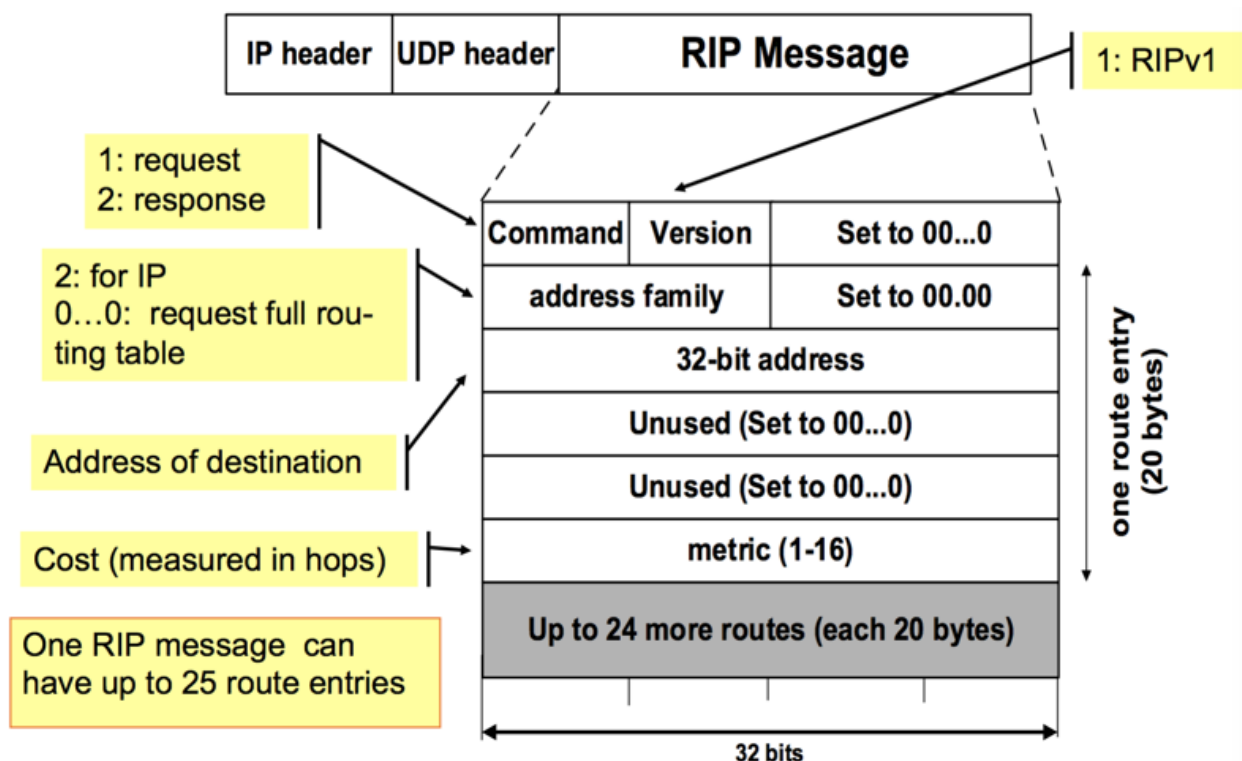 IP header
UDP header
RIP Message
1: RIPv1
1: request
2: response
Command
Version
Set to 00...0
2: for IP
0...0: request full rou-
ting table
address family
Set to 00.00
32-bit address
Address of destination
Unused (Set to 00...0)
Unused (Set to 00...0)
Cost (measured in hops)
metric (1-16)
one route entry
(20 bytes)
One RIP message can
have up to 25 route entries
Up to 24 more routes (each 20 bytes)
32 bits